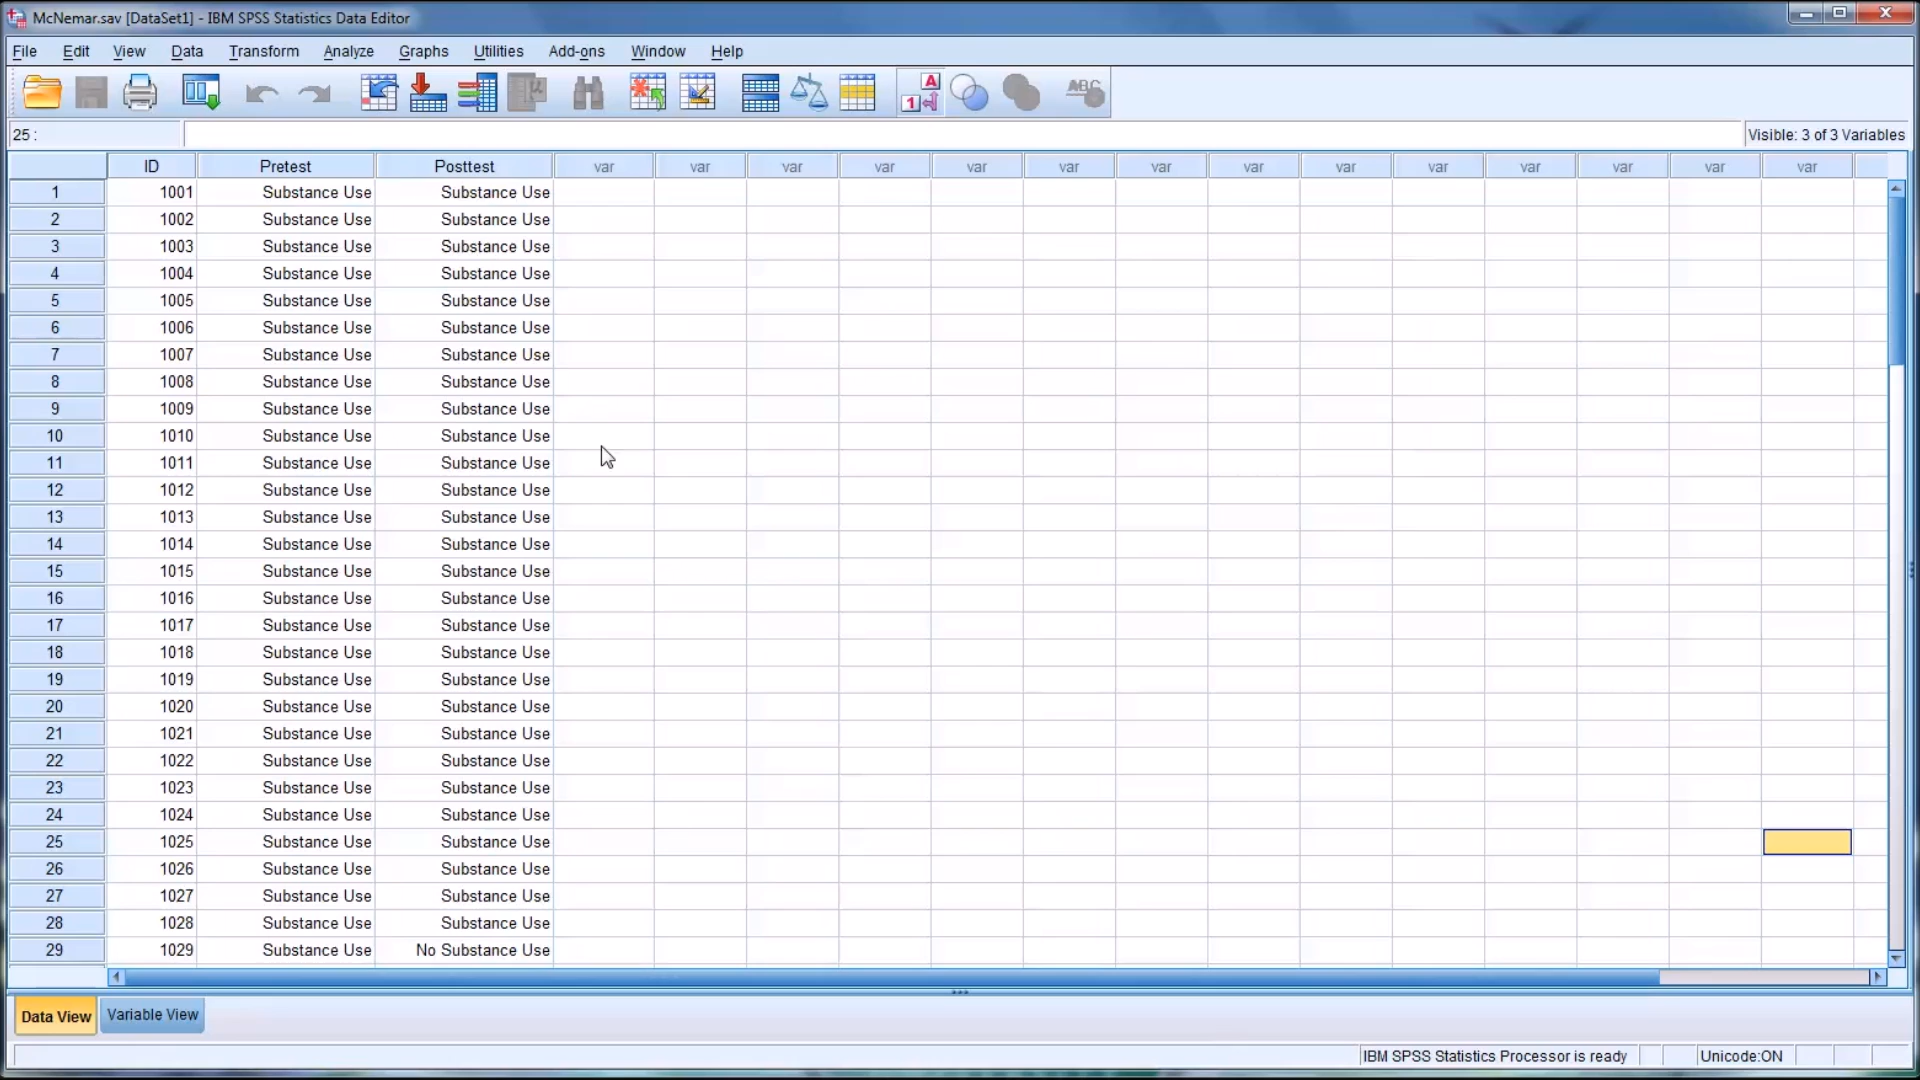 McNemar.sav [DataSet1] - IBM SPSS Statistics Data Editor
File Edit View Data Transform Analyze Graphs Utilities Add-ons Window Help
25 : Visible: 3 of 3 Variables
ID Pretest Posttest var var var var var var var var var var var var var var
1 1001 Substance Use Substance Use
2 1002 Substance Use Substance Use
3 1003 Substance Use Substance Use
4 1004 Substance Use Substance Use
5 1005 Substance Use Substance Use
6 1006 Substance Use Substance Use
7 1007 Substance Use Substance Use
8 1008 Substance Use Substance Use
9 1009 Substance Use Substance Use
10 1010 Substance Use Substance Use
11 1011 Substance Use Substance Use
12 1012 Substance Use Substance Use
13 1013 Substance Use Substance Use
14 1014 Substance Use Substance Use
15 1015 Substance Use Substance Use
16 1016 Substance Use Substance Use
17 1017 Substance Use Substance Use
18 1018 Substance Use Substance Use
19 1019 Substance Use Substance Use
20 1020 Substance Use Substance Use
21 1021 Substance Use Substance Use
22 1022 Substance Use Substance Use
23 1023 Substance Use Substance Use
24 1024 Substance Use Substance Use
25 1025 Substance Use Substance Use
26 1026 Substance Use Substance Use
27 1027 Substance Use Substance Use
28 1028 Substance Use Substance Use
29 1029 Substance Use No Substance Use
Data View Variable View
IBM SPSS Statistics Processor is ready Unicode:ON